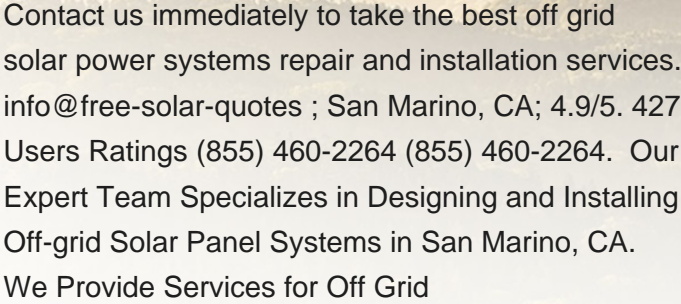 Contact us immediately to take the best off grid
solar power systems repair and installation services.
info@free-solar-quotes ; San Marino, CA; 4.9/5. 427
Users Ratings (855) 460-2264 (855) 460-2264.  Our
Expert Team Specializes in Designing and Installing
Off-grid Solar Panel Systems in San Marino, CA.
We Provide Services for Off Grid